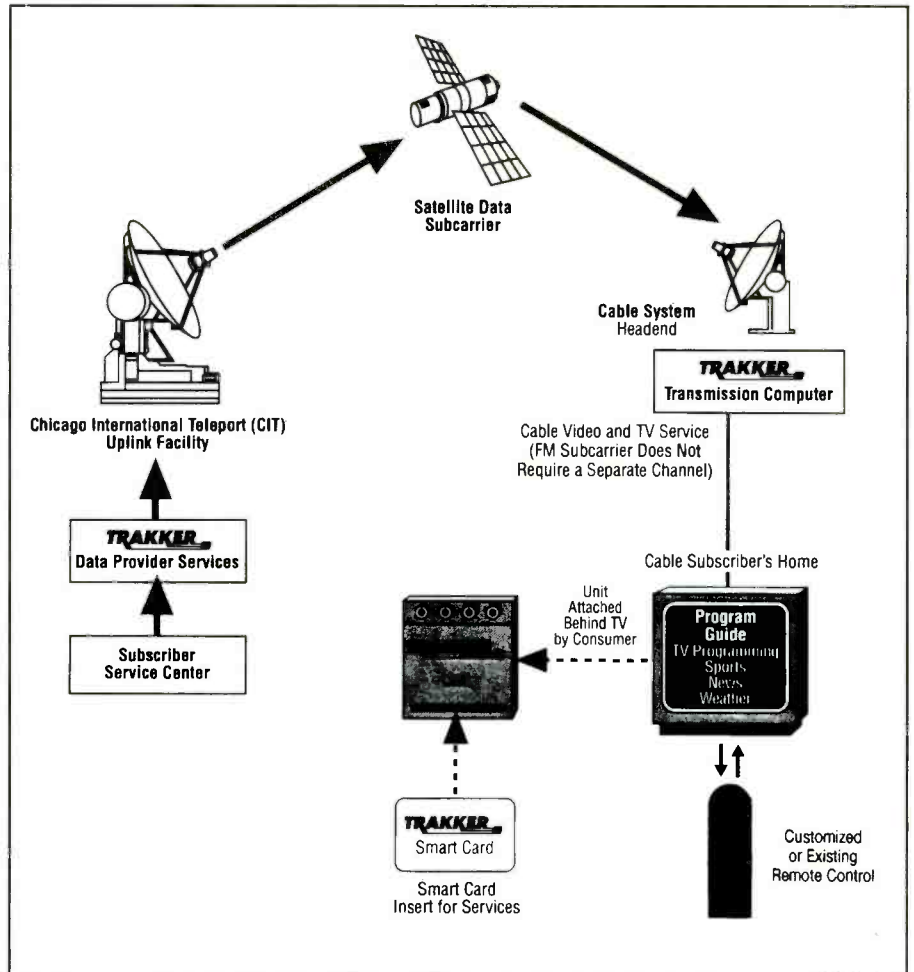 Satellite Data
Subcarrier
Cable System
Headend
TRAKKER
Transmission Computer
Chicago International Teleport (CIT)
Uplink Facility
Cable Video and TV Service
(FM Subcarrier Does Not
Require a Separate Channel)
TRAKKER
Data Provider Services
Subscriber
Service Center
Cable Subscriber's Home
Unit
Attached
Behind TV
by Consumer
Program
Guide
TV Programming
Sports
News
Weather
TRAKKER
Smart Card
Smart Card
Insert for Services
Customized
or Existing
Remote Control